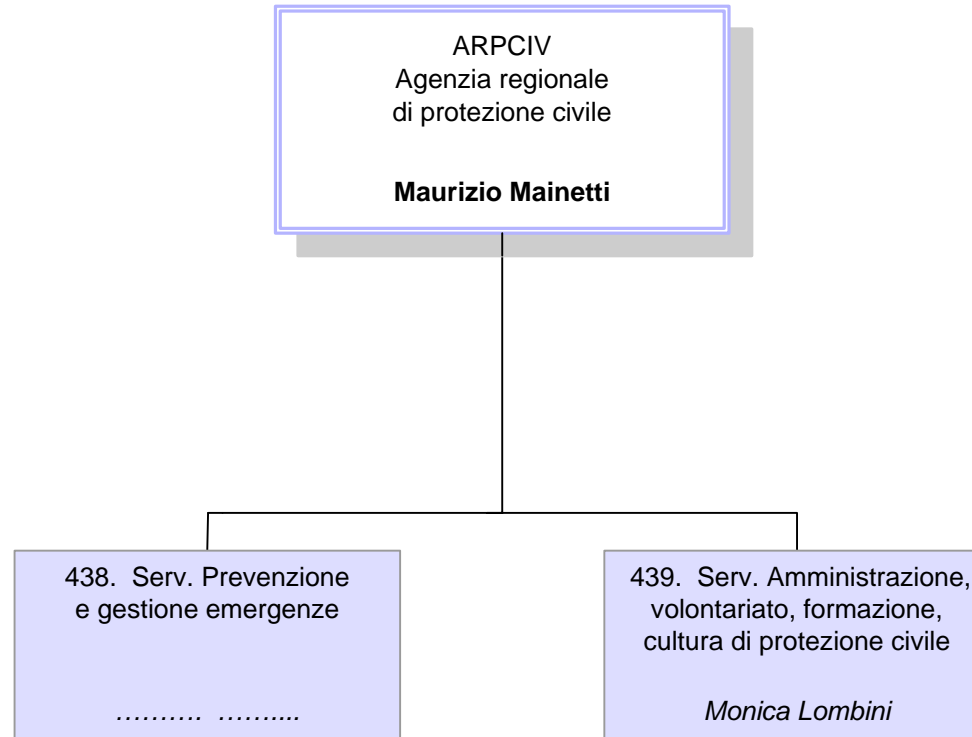 ARPCIV
Agenzia regionale
di protezione civile
Maurizio Mainetti
438. Serv. Prevenzione
e gestione emergenze
.......... .........
439. Serv. Amministrazione,
volontariato, formazione,
cultura di protezione civile
Monica Lombini